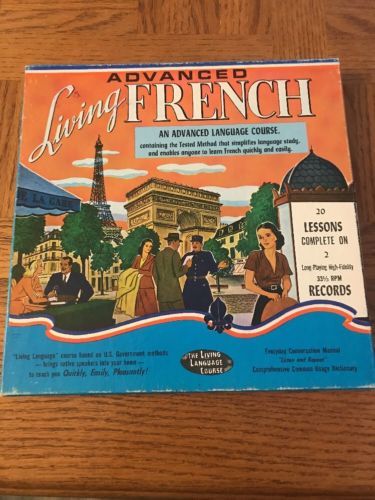 ADVANCED
Living FRENCH
AN ADVANCED LANGUAGE COURSE,
containing the Tested Method that simplifies language study,
and enables anyone to learn French quickly and easily.
LA GARE
20
LESSONS
COMPLETE ON
2
Long-Playing High-Fidelity
33⅓ RPM
RECORDS
"Living Language" course based on U.S. Government methods
— brings native speakers into your home —
to teach you Quickly, Easily, Pleasantly!
THE LIVING
LANGUAGE
COURSE
Everyday Conversation Manual
"Listen and Repeat"
Comprehensive Common Usage Dictionary